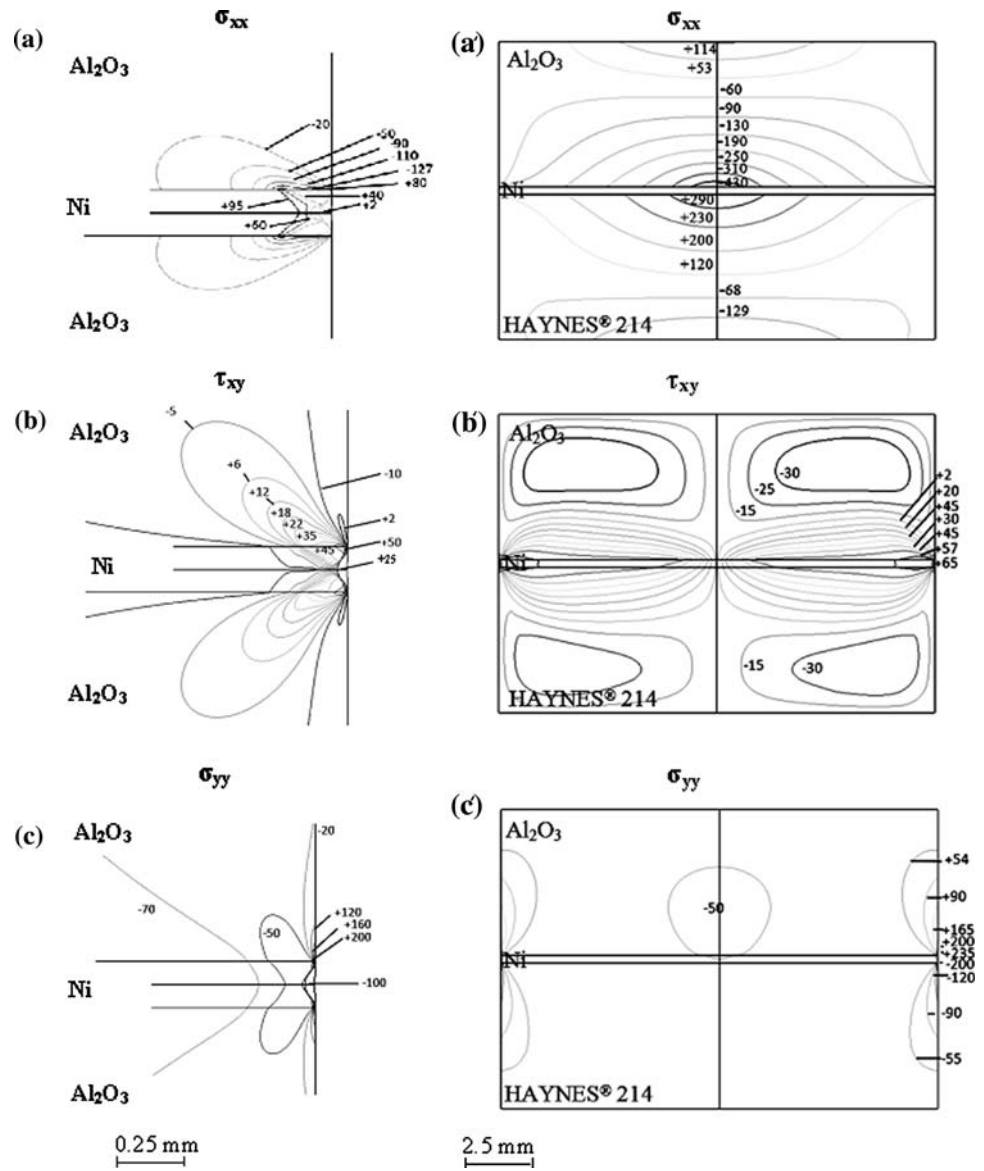 σxx
(a)
Al₂O₃
-20
-50
-90
-110
-127
+80
+40
+2
+95
+60
Ni
Al₂O₃
σxx
(a')
Al₂O₃
+114
+53
-60
-90
-130
-190
-250
-310
-430
Ni
+290
+230
+200
+120
-68
-129
HAYNES® 214
τxy
(b)
Al₂O₃
-5
+6
+12
+18
+22
+35
+45
-10
+2
+50
+25
Ni
Al₂O₃
τxy
(b')
Al₂O₃
-30
-25
-15
+2
+20
+45
+30
+45
+57
+65
Ni
-15
-30
HAYNES® 214
σyy
(c)
Al₂O₃
-20
-70
-50
+120
+160
+200
-100
Ni
Al₂O₃
0.25 mm
σyy
(c')
Al₂O₃
-50
+54
+90
+165
+200
+235
-200
-120
-90
-55
Ni
HAYNES® 214
2.5 mm